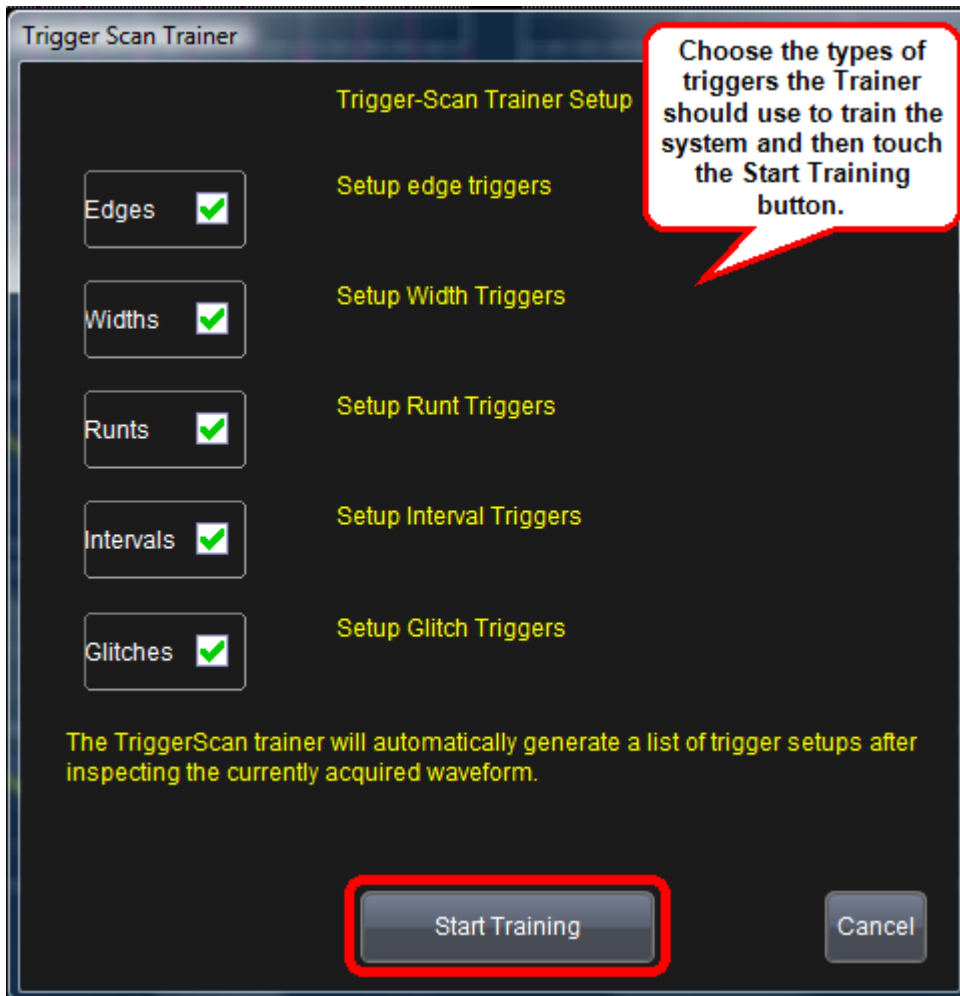 Trigger Scan Trainer
Choose the types of
triggers the Trainer
should use to train the
system and then touch
the Start Training
button.
Trigger-Scan Trainer Setup
Edges
Setup edge triggers
Widths
Setup Width Triggers
Runts
Setup Runt Triggers
Intervals
Setup Interval Triggers
Glitches
Setup Glitch Triggers
The TriggerScan trainer will automatically generate a list of trigger setups after
inspecting the currently acquired waveform.
Start Training
Cancel